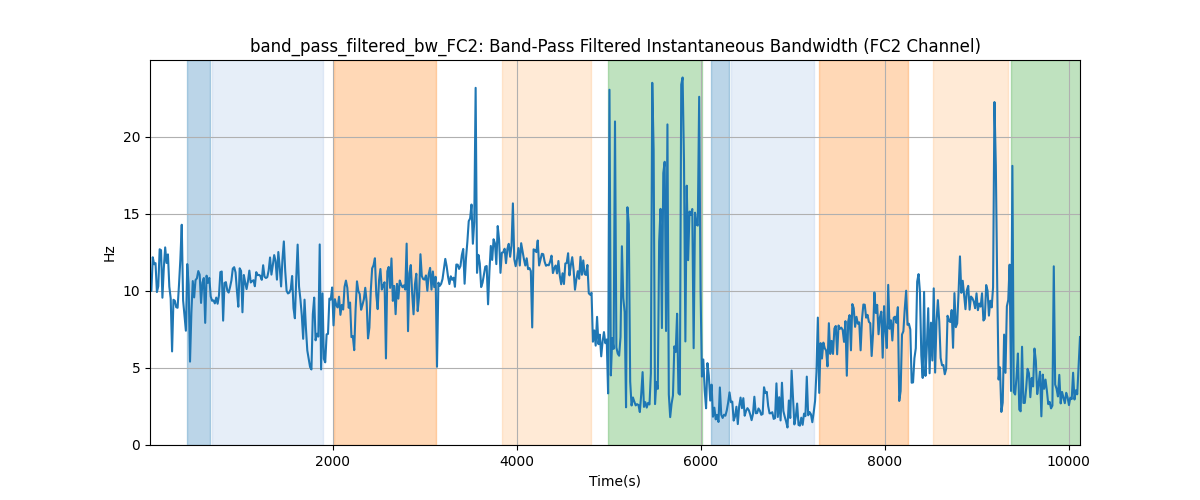 band_pass_filtered_bw_FC2: Band-Pass Filtered Instantaneous Bandwidth (FC2 Channel)
20
15
10
5
0
Hz
2000 4000 6000 8000 10000
Time(s)